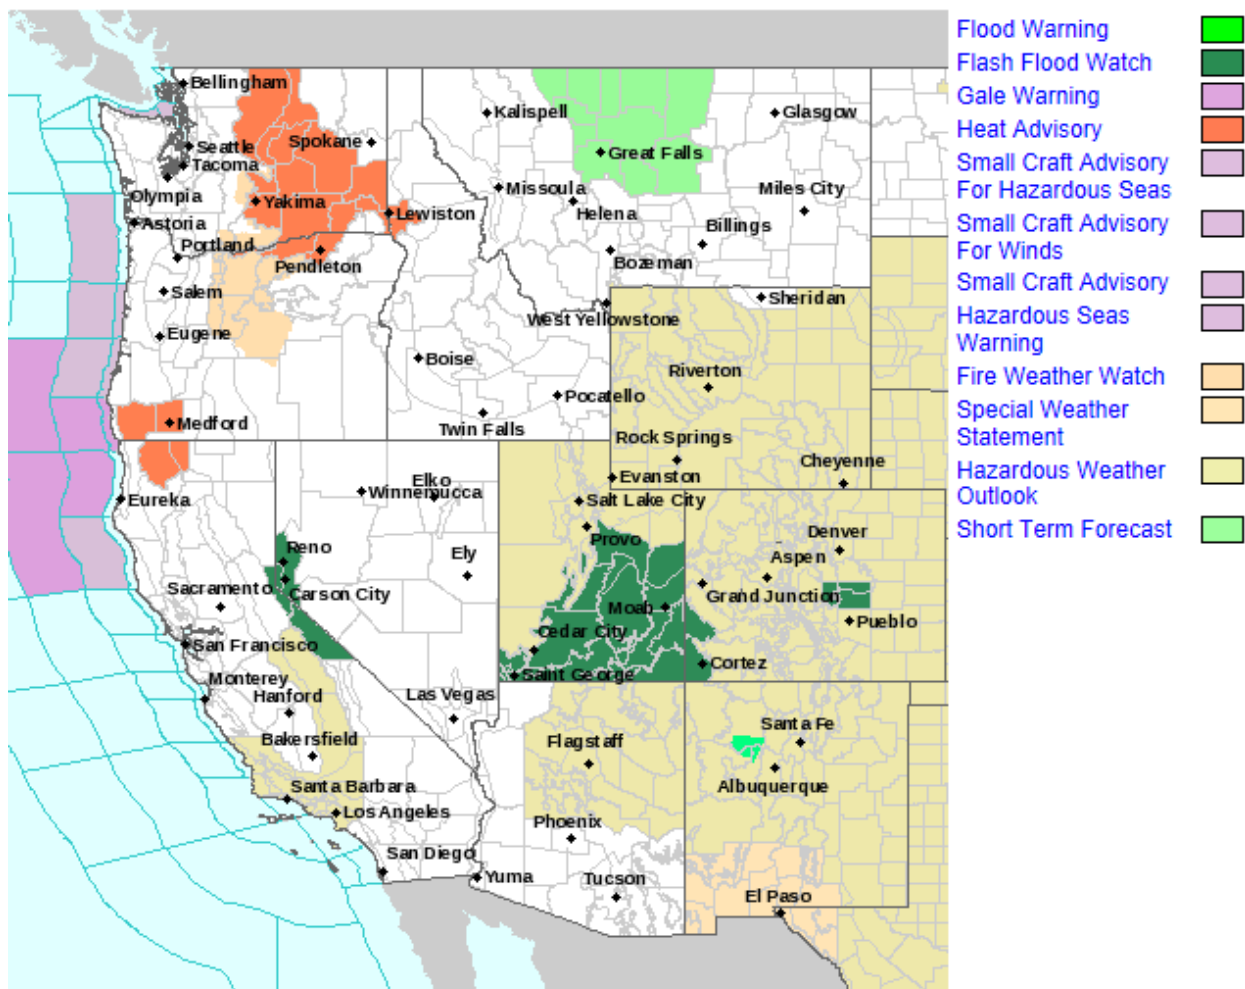 Bellingham
Seattle
Tacoma
Olympia
Astoria
Spokane
Yakima
Lewiston
Portland
Pendleton
Salem
Eugene
Medford
Kalispell
Great Falls
Glasgow
Missoula
Helena
Miles City
Billings
Bozeman
West Yellowstone
Sheridan
Boise
Pocatello
Twin Falls
Riverton
Rock Springs
Evanston
Cheyenne
Eureka
Elko
Winnemucca
Salt Lake City
Provo
Denver
Aspen
Reno
Ely
Sacramento
Carson City
Moab
Grand Junction
Pueblo
Cedar City
San Francisco
Saint George
Cortez
Monterey
Hanford
Las Vegas
Bakersfield
Flagstaff
Santa Fe
Albuquerque
Santa Barbara
Los Angeles
Phoenix
San Diego
Yuma
Tucson
El Paso
Flood Warning
Flash Flood Watch
Gale Warning
Heat Advisory
Small Craft Advisory
For Hazardous Seas
Small Craft Advisory
For Winds
Small Craft Advisory
Hazardous Seas
Warning
Fire Weather Watch
Special Weather
Statement
Hazardous Weather
Outlook
Short Term Forecast